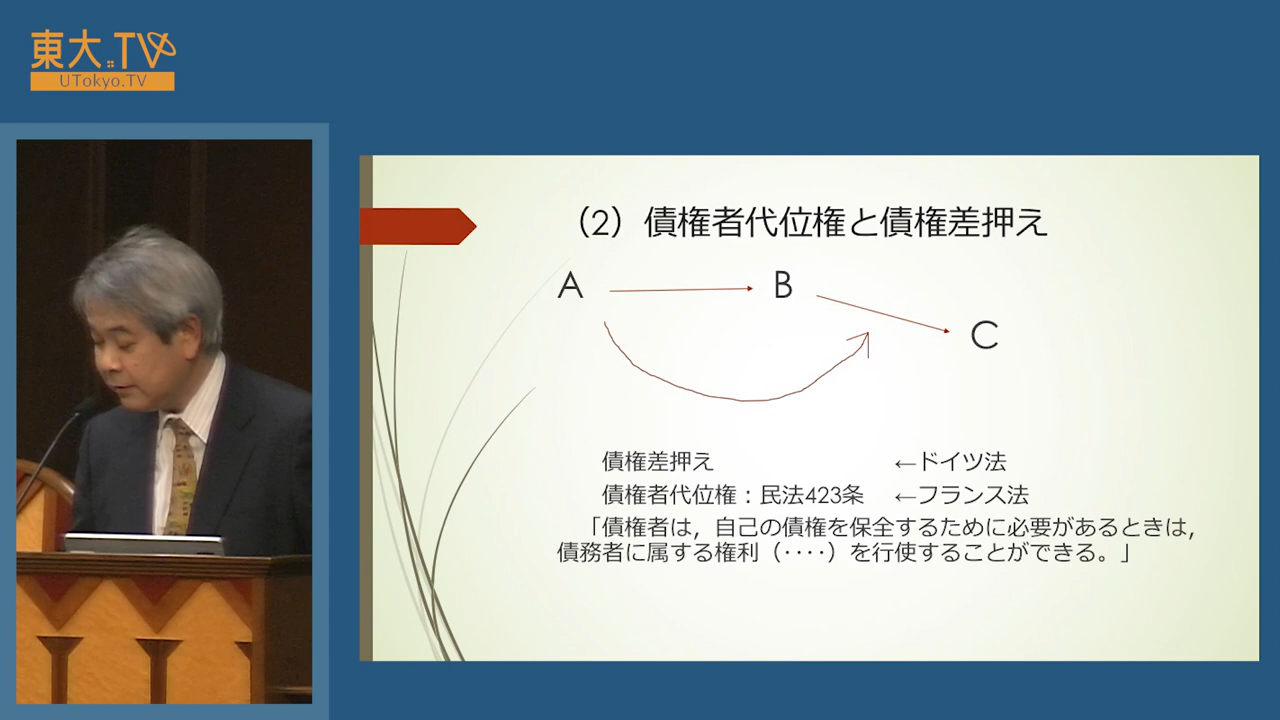 東大.TV
UTokyo.TV
（2）債権者代位権と債権差押え
A
B
C
債権差押え ←ドイツ法
債権者代位権：民法423条 ←フランス法
「債権者は，自己の債権を保全するために必要があるときは，
債務者に属する権利（‥‥）を行使することができる。」